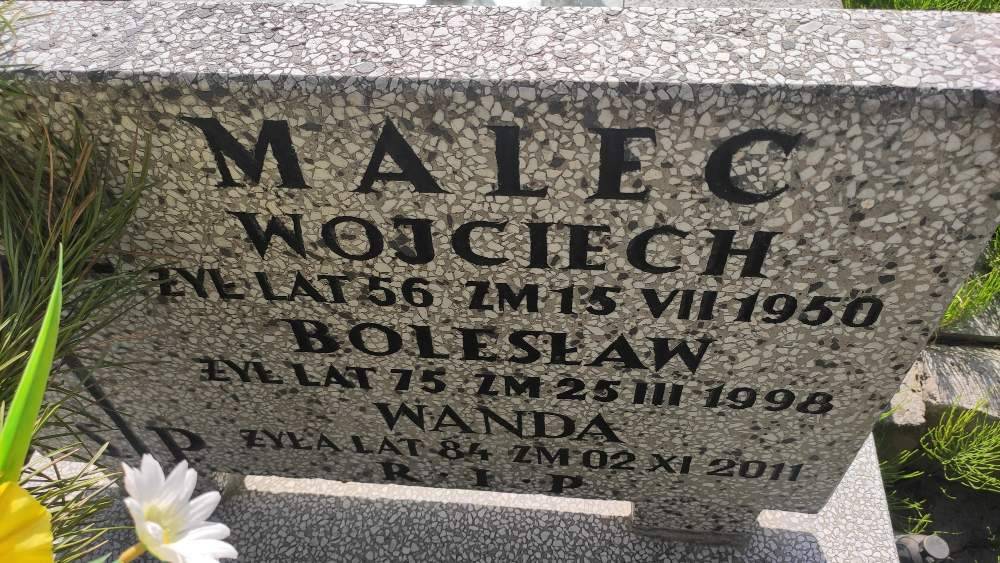 MALEC
WOJCIECH
ŻYŁ LAT 56 ZM 15 VII 1950
BOLESŁAW
ŻYŁ LAT 75 ZM 25 III 1998
WANDA
ŻYŁA LAT 84 ZM 02 XI 2011
R·I·P